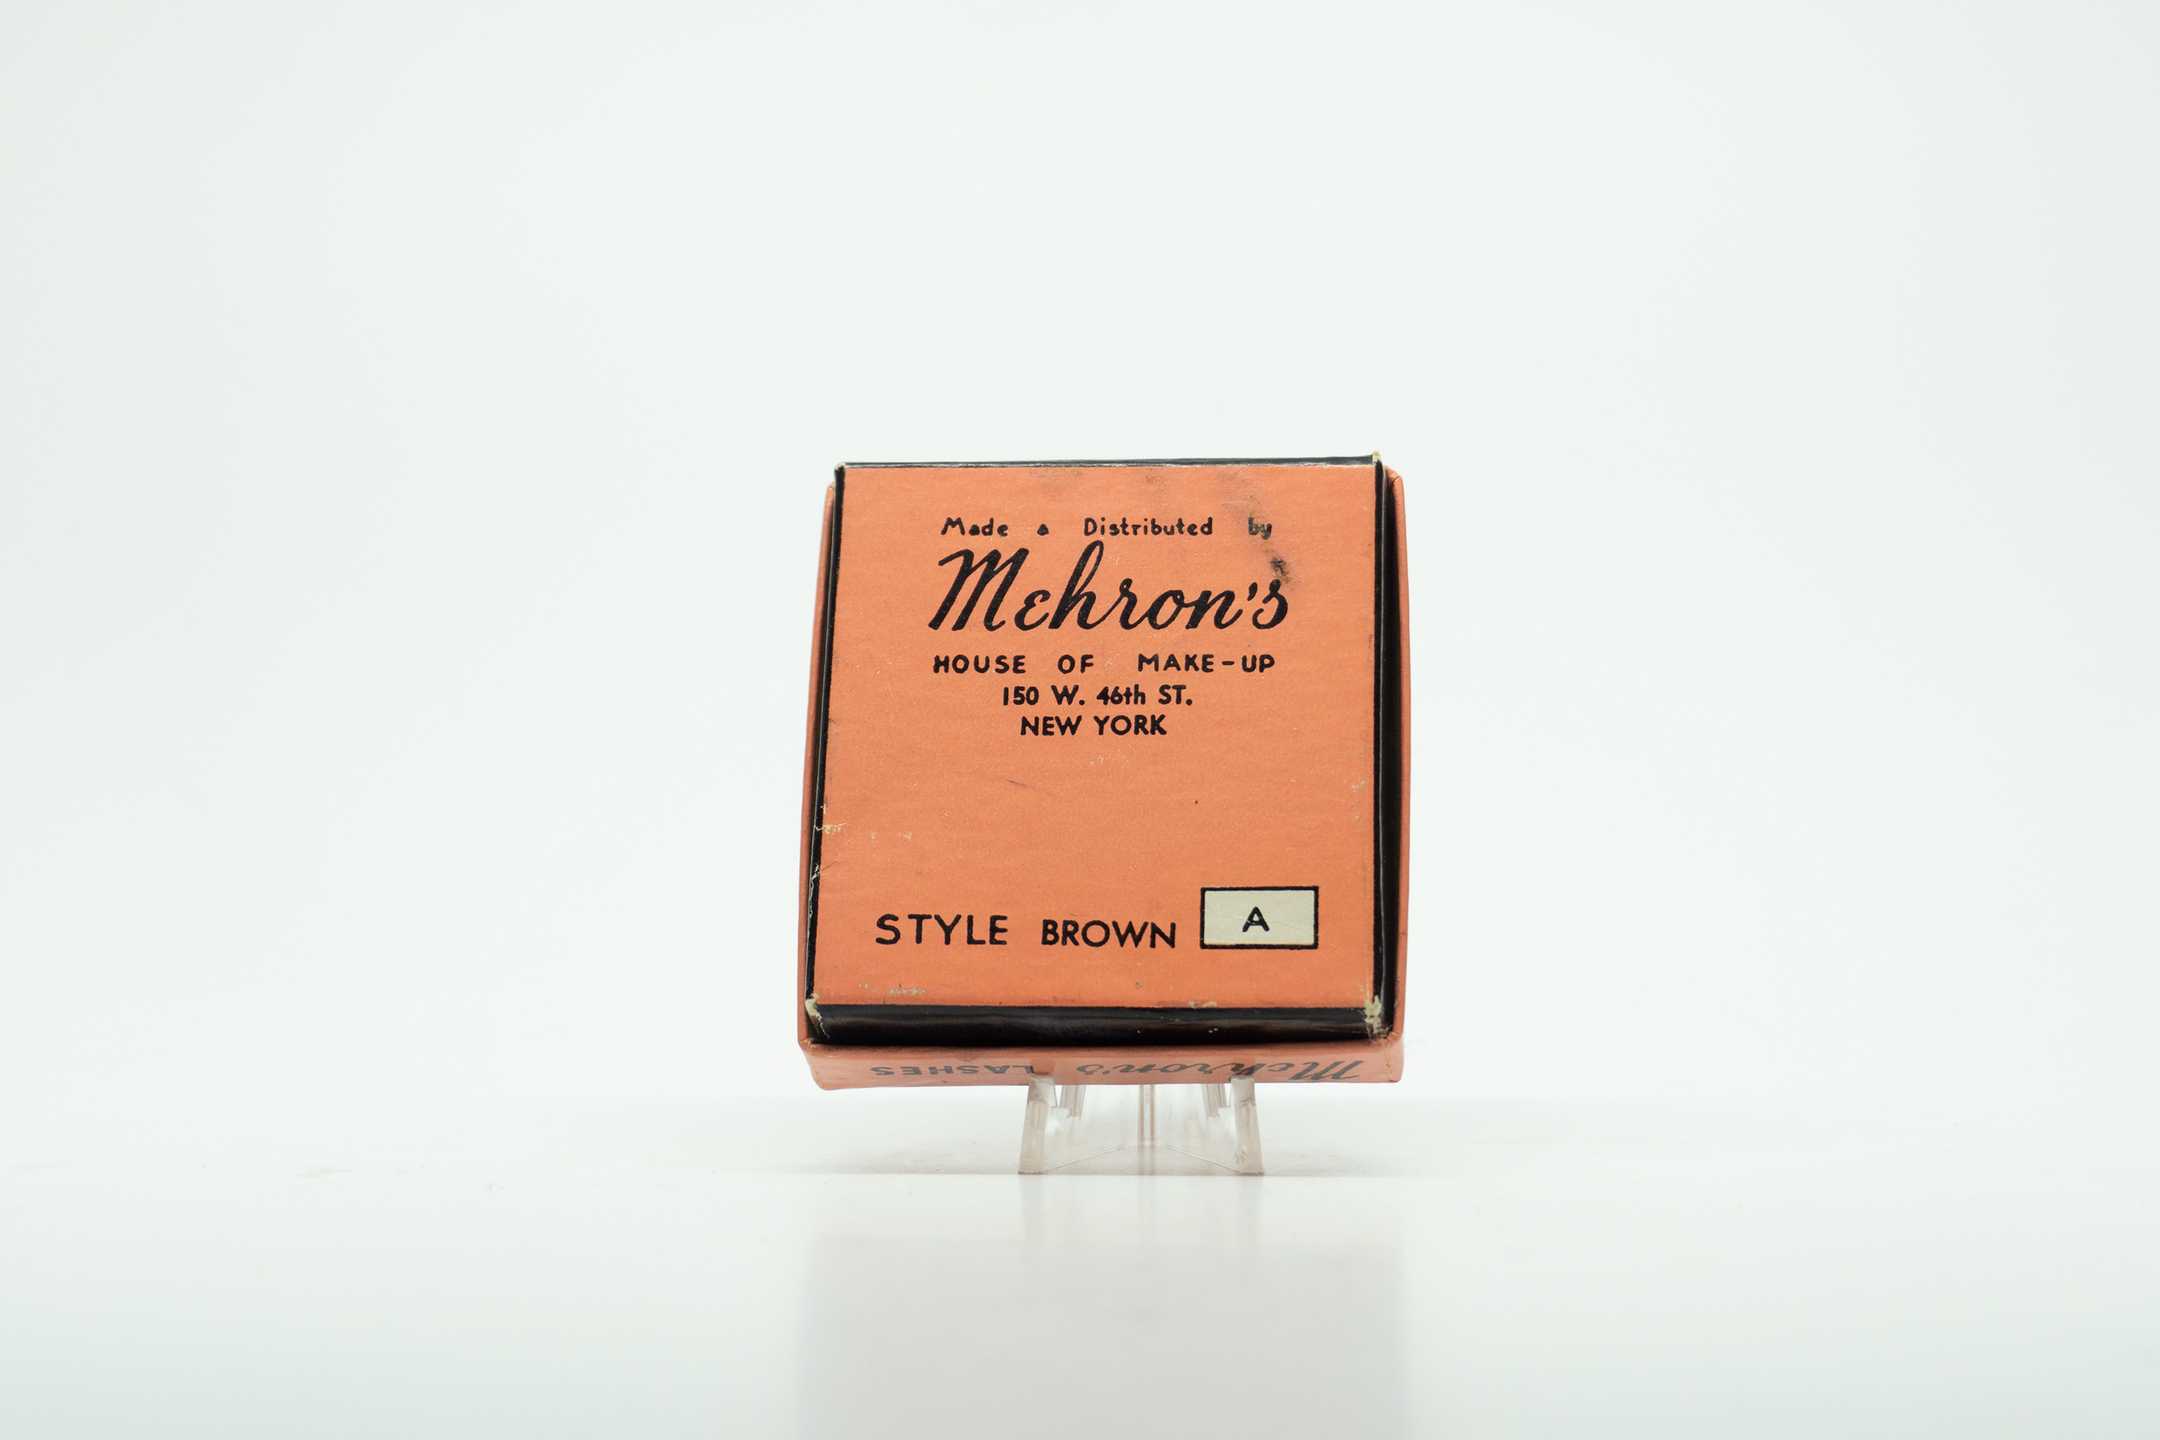 Made & Distributed by
Mehron's
HOUSE OF MAKE-UP
150 W. 46th ST.
NEW YORK
STYLE BROWN A
Mehron's LASHES